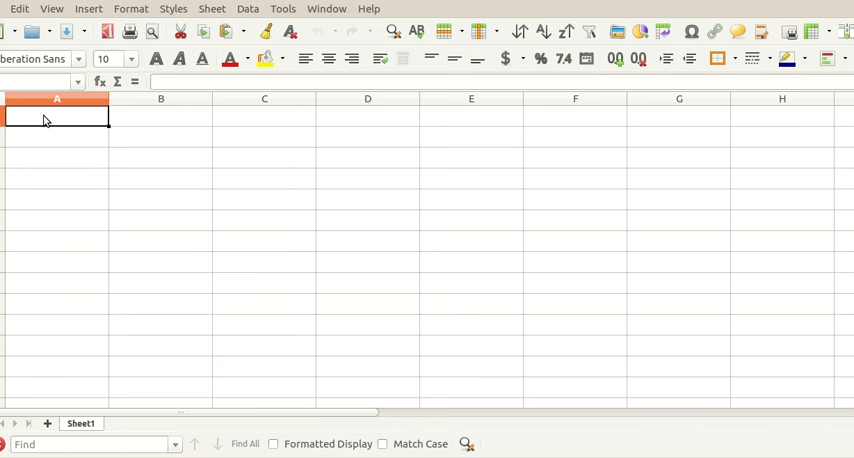 Edit View Insert Format Styles Sheet Data Tools Window Help
beration Sans 10
A B C D E F G H
Sheet1
Find Find All Formatted Display Match Case